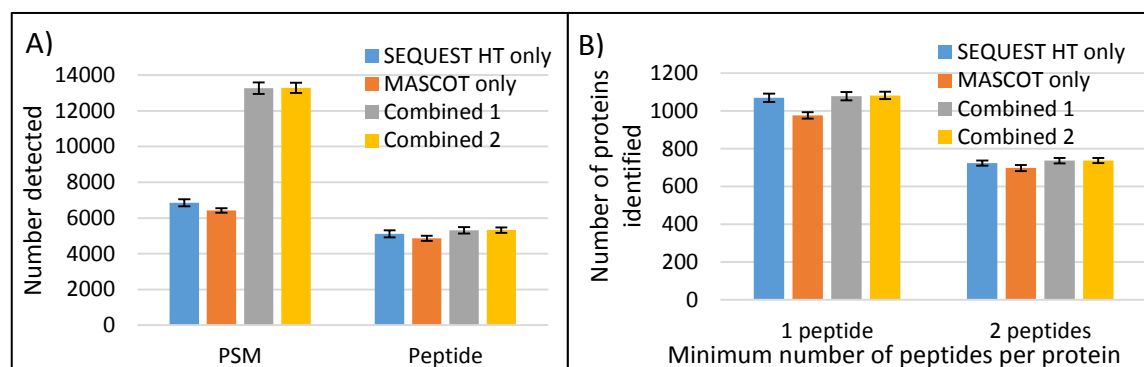 A)
SEQUEST HT only
MASCOT only
Combined 1
Combined 2
14000
12000
10000
8000
6000
4000
2000
0
Number detected
PSM Peptide
B)
SEQUEST HT only
MASCOT only
Combined 1
Combined 2
1200
1000
800
600
400
200
0
Number of proteins
identified
1 peptide 2 peptides
Minimum number of peptides per protein